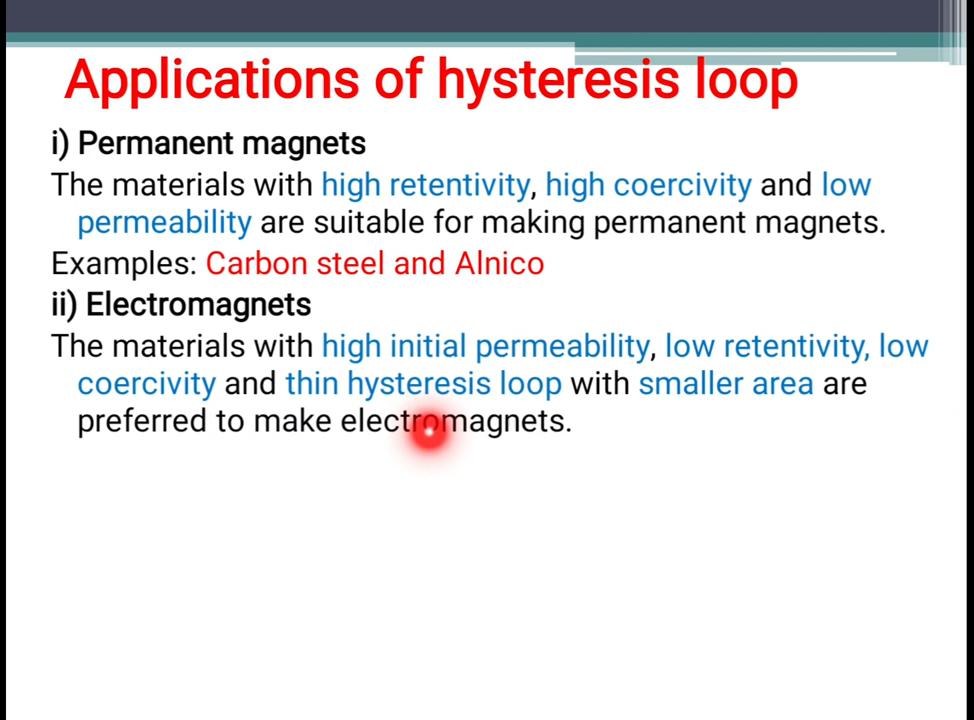 Applications of hysteresis loop
i) Permanent magnets
The materials with high retentivity, high coercivity and low
permeability are suitable for making permanent magnets.
Examples: Carbon steel and Alnico
ii) Electromagnets
The materials with high initial permeability, low retentivity, low
coercivity and thin hysteresis loop with smaller area are
preferred to make electromagnets.